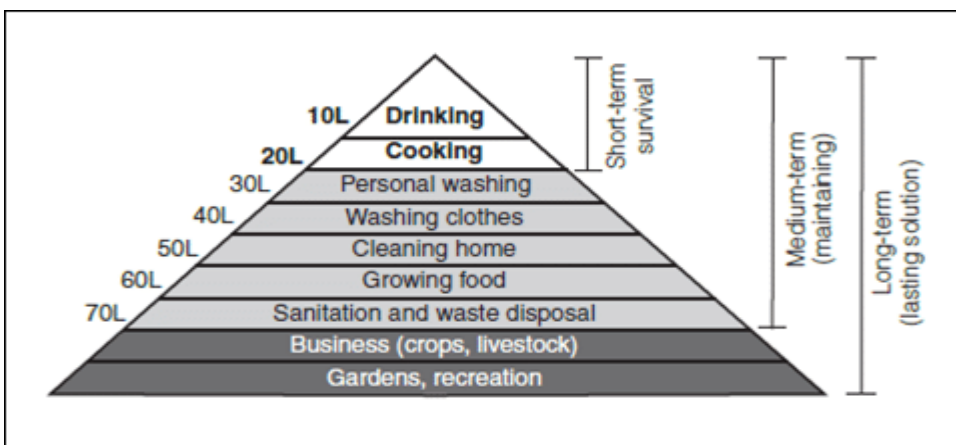 10L Drinking
20L Cooking
30L Personal washing
40L Washing clothes
50L Cleaning home
60L Growing food
70L Sanitation and waste disposal
Business (crops, livestock)
Gardens, recreation
Short-term
survival
Medium-term
(maintaining)
Long-term
(lasting solution)